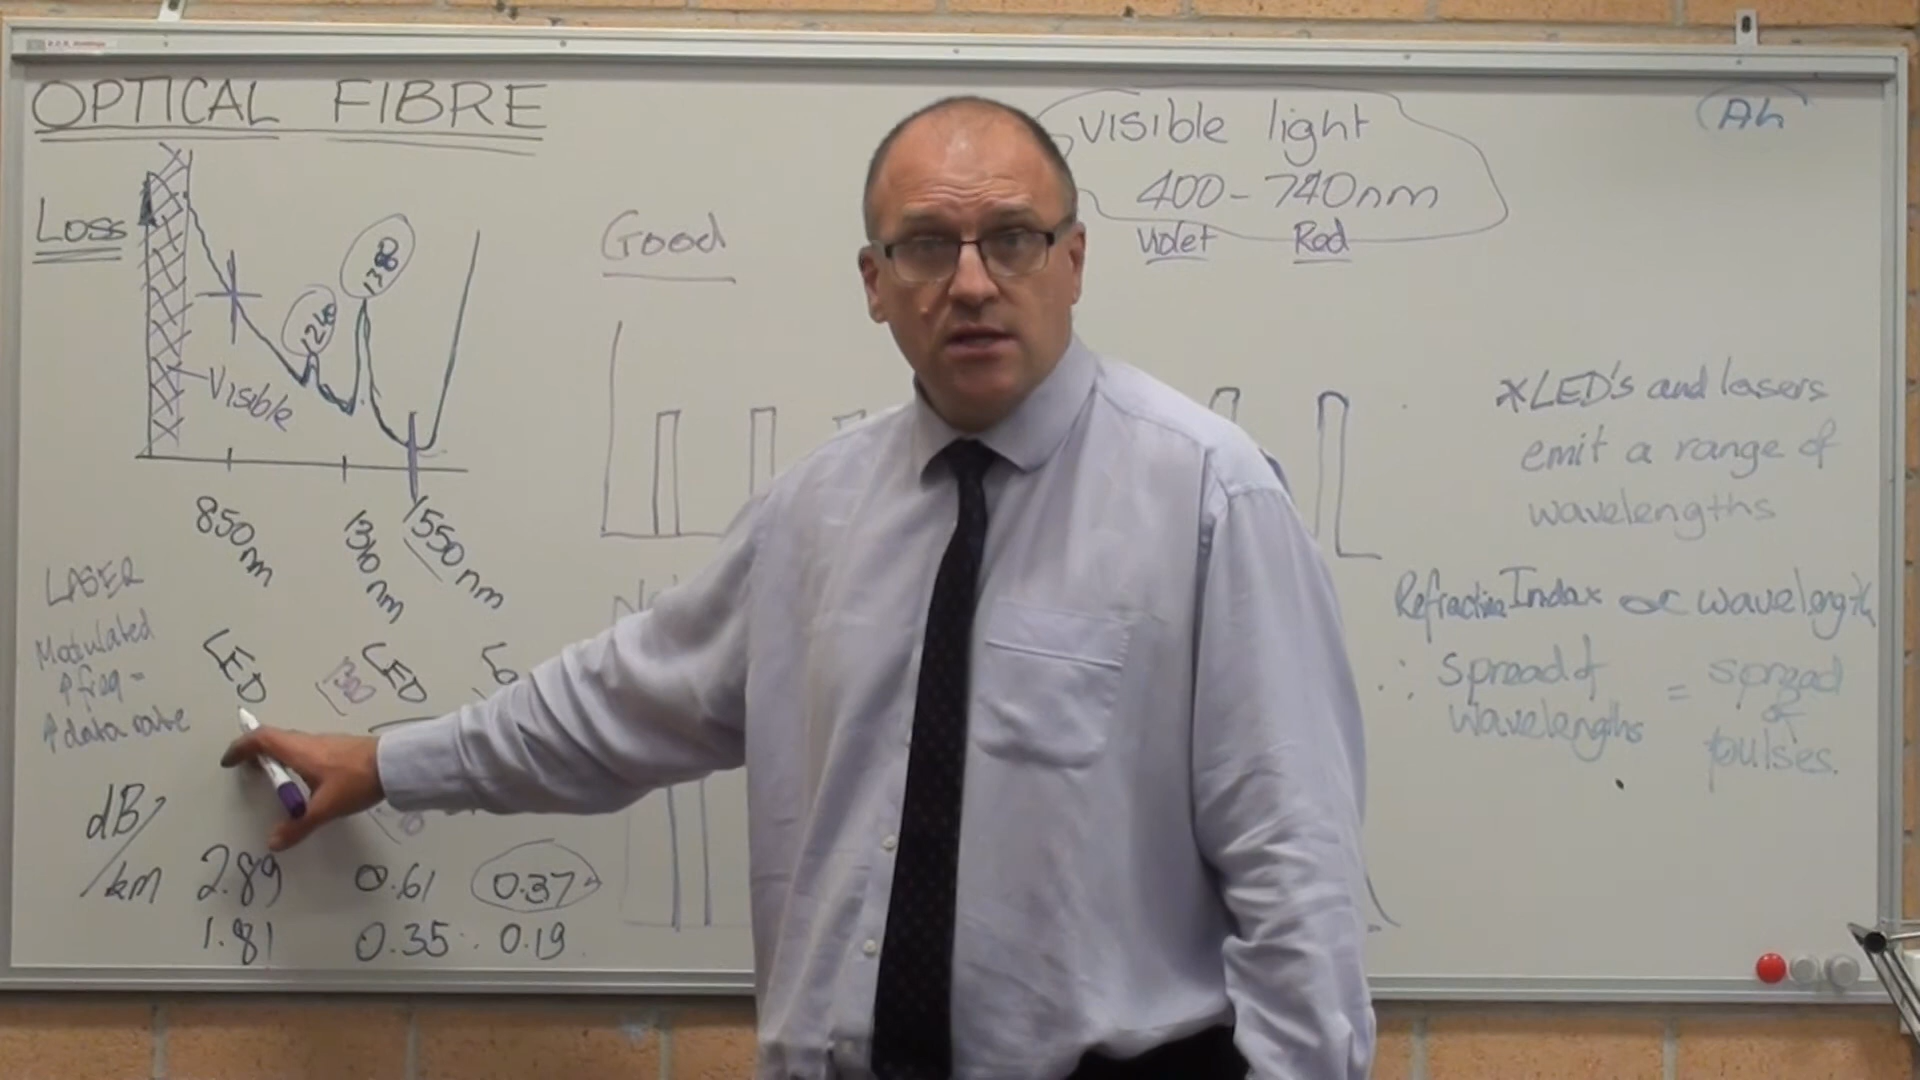 OPTICAL FIBRE
Loss
1240
1380
Visible
850nm
1310nm
1550nm
LASER
Modulated
↑ freq =
↑ data rate
LED
1300
LED
dB/km
2.89
0.61
0.37
1.81
0.35
0.19
Good
visible light
400-740nm
Violet
Red
Ah
*LED's and lasers
emit a range of
wavelengths
Refractive Index ∝ wavelength
∴ spread of
wavelengths
= spread
of
pulses.